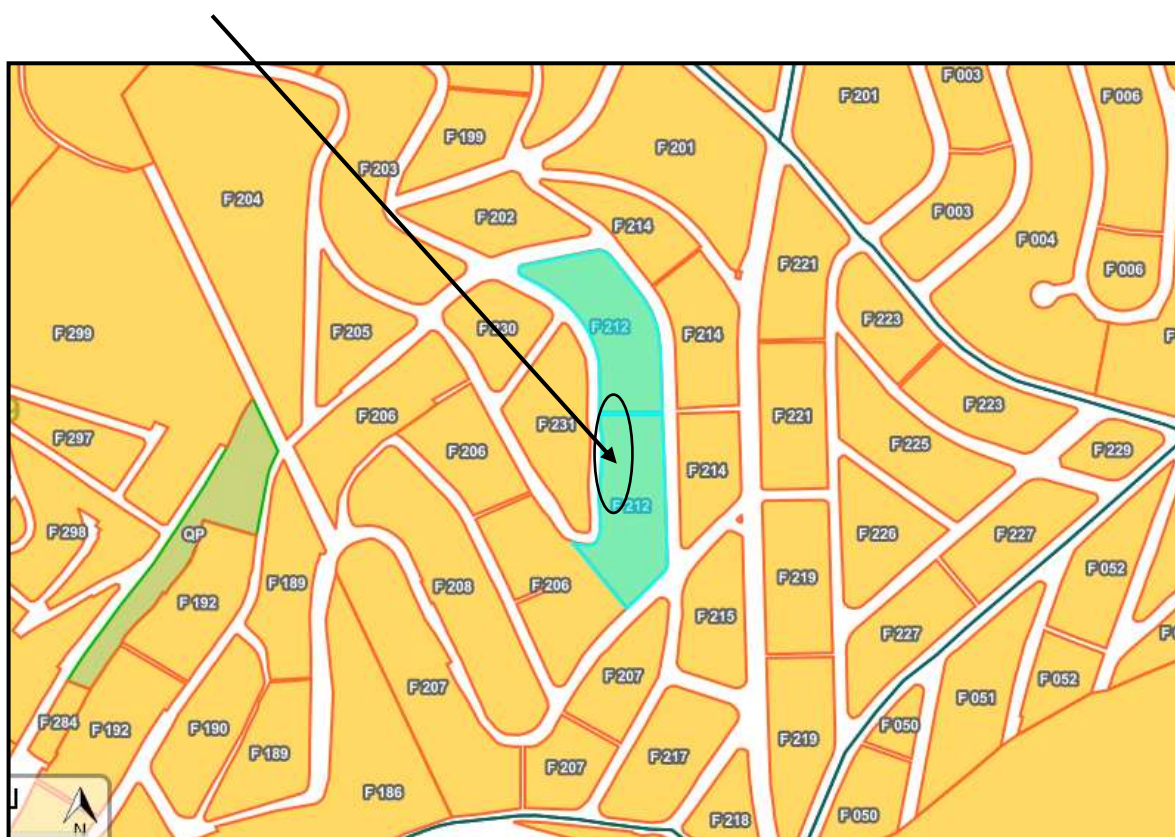 F 003
F 201
F 006
F 199
F 201
F 203
F 204
F 003
F 202
F 214
F 004
F 221
F 006
F 223
F 212
F 230
F 205
F 299
F 214
F 223
F 206
F 221
F 231
F 297
F 225
F 229
F 206
F 214
F 212
F 298
QP
F 226
F 227
F 052
F 189
F 219
F 208
F 206
F 192
F 215
F 227
F 207
F 052
F 207
F 051
F 284
F 192
F 190
F 050
F 219
F 189
F 217
F 207
F 186
F 050
F 218
N